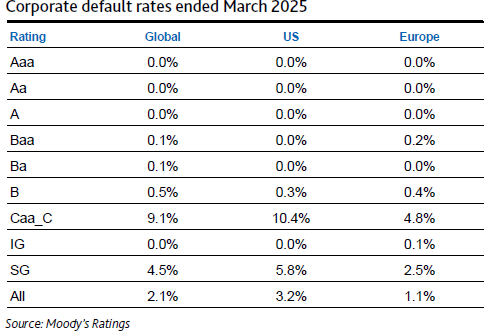 Corporate default rates ended March 2025
Rating Global US Europe
Aaa 0.0% 0.0% 0.0%
Aa 0.0% 0.0% 0.0%
A 0.0% 0.0% 0.0%
Baa 0.1% 0.0% 0.2%
Ba 0.1% 0.0% 0.0%
B 0.5% 0.3% 0.4%
Caa_C 9.1% 10.4% 4.8%
IG 0.0% 0.0% 0.1%
SG 4.5% 5.8% 2.5%
All 2.1% 3.2% 1.1%
Source: Moody's Ratings